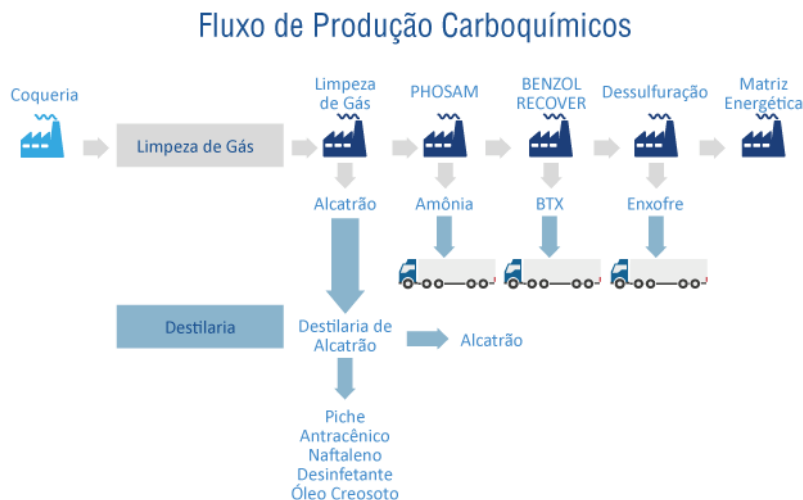 Fluxo de Produção Carboquímicos
Coqueria
Limpeza de Gás
Limpeza
de Gás
PHOSAM
BENZOL
RECOVER
Dessulfuração
Matriz
Energética
Alcatrão
Amônia
BTX
Enxofre
Destilaria
Destilaria de
Alcatrão
Alcatrão
Piche
Antracênico
Naftaleno
Desinfetante
Óleo Creosoto